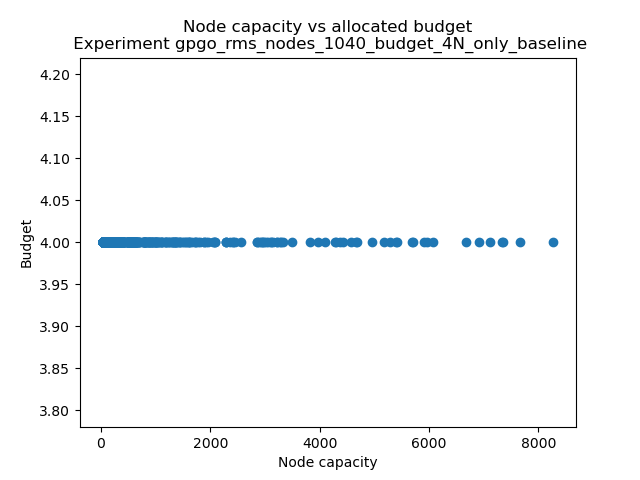 Node capacity vs allocated budget
Experiment gpgo_rms_nodes_1040_budget_4N_only_baseline
4.20
4.15
4.10
4.05
4.00
3.95
3.90
3.85
3.80
Budget
0 2000 4000 6000 8000
Node capacity